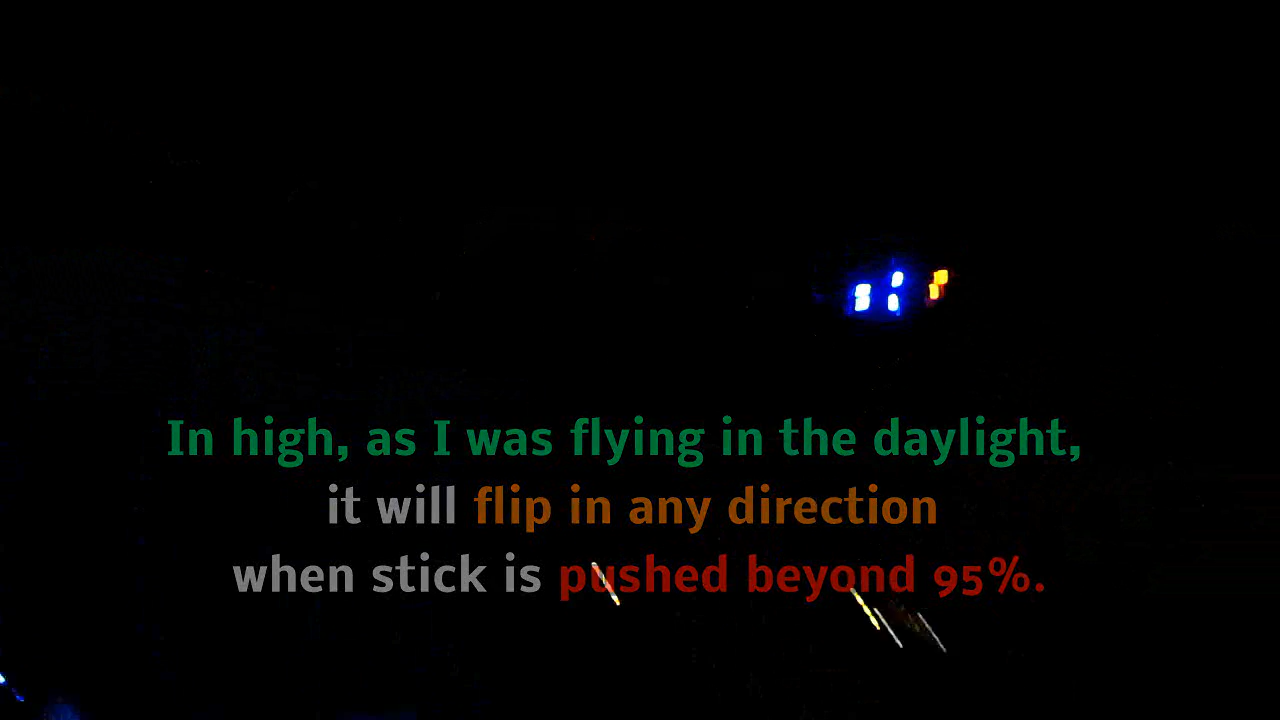 In high, as I was flying in the daylight,
it will flip in any direction
when stick is pushed beyond 95%.